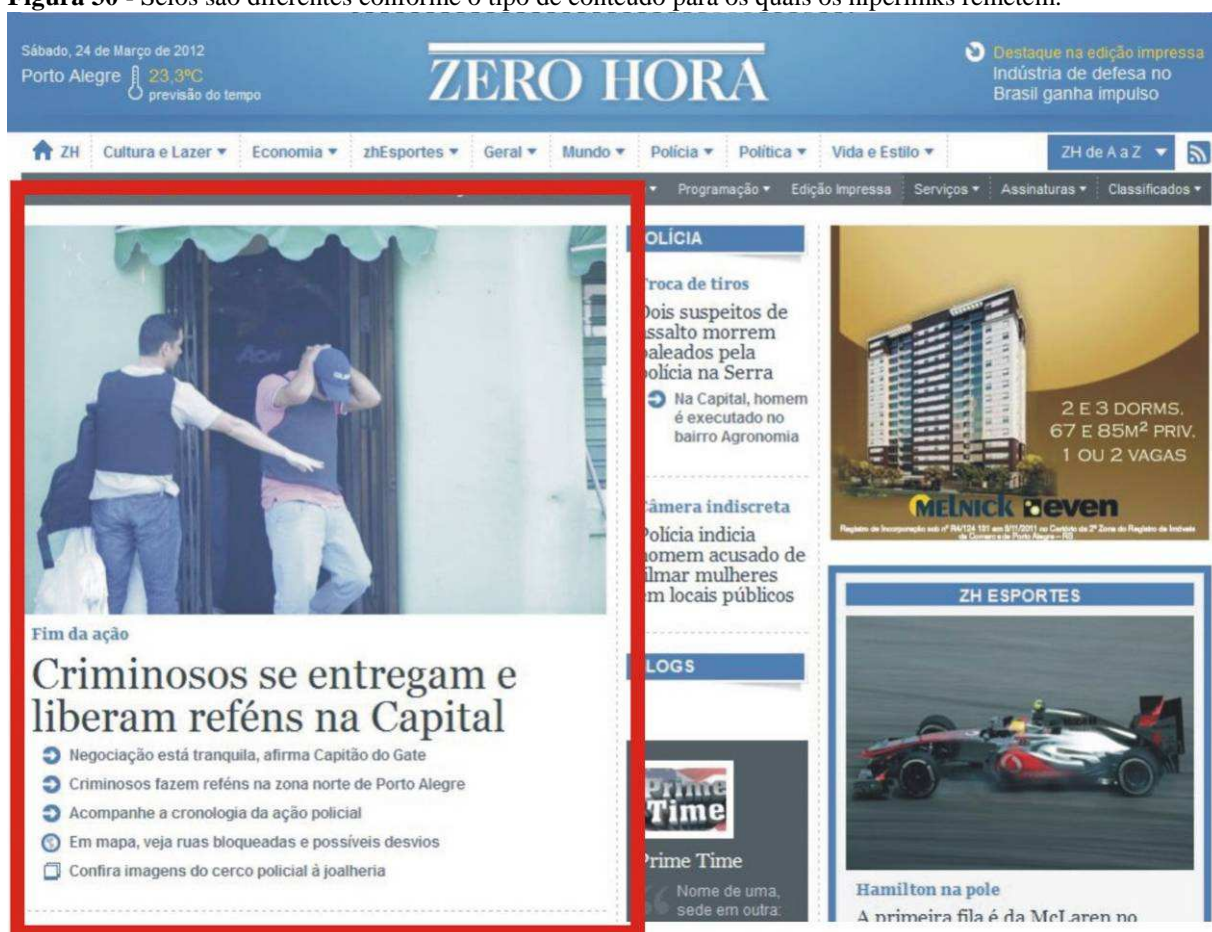 Figura 50 - Selos são diferentes conforme o tipo de conteúdo para os quais os hiperlinks remetem.
Sábado, 24 de Março de 2012
Porto Alegre 23,3ºC
previsão do tempo
ZERO HORA
Destaque na edição impressa
Indústria de defesa no
Brasil ganha impulso
ZH Cultura e Lazer Economia zhEsportes Geral Mundo Polícia Política Vida e Estilo ZH de A a Z
Programação Edição Impressa Serviços Assinaturas Classificados
Fim da ação
Criminosos se entregam e
liberam reféns na Capital
Negociação está tranquila, afirma Capitão do Gate
Criminosos fazem reféns na zona norte de Porto Alegre
Acompanhe a cronologia da ação policial
Em mapa, veja ruas bloqueadas e possíveis desvios
Confira imagens do cerco policial à joalheria
OLÍCIA
Troca de tiros
Dois suspeitos de
assalto morrem
baleados pela
polícia na Serra
Na Capital, homem
é executado no
bairro Agronomia
Câmera indiscreta
Polícia indicia
homem acusado de
filmar mulheres
em locais públicos
LOGS
Prime
Time
Prime Time
Nome de uma,
sede em outra:
2 E 3 DORMS.
67 E 85M² PRIV.
1 OU 2 VAGAS
MELNICK even
ZH ESPORTES
Hamilton na pole
A primeira fila é da McLaren no